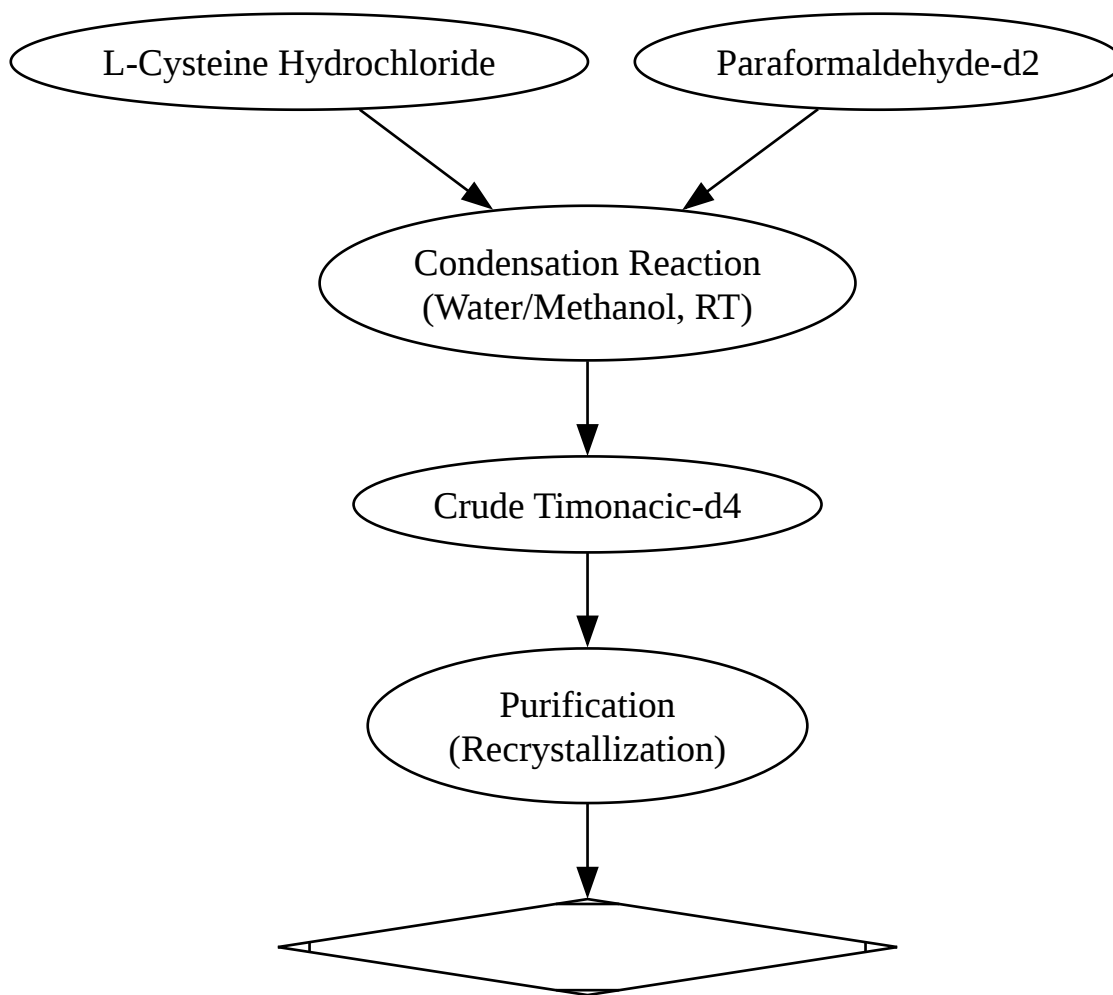 L-Cysteine Hydrochloride
Paraformaldehyde-d2
Condensation Reaction
(Water/Methanol, RT)
Crude Timonacic-d4
Purification
(Recrystallization)